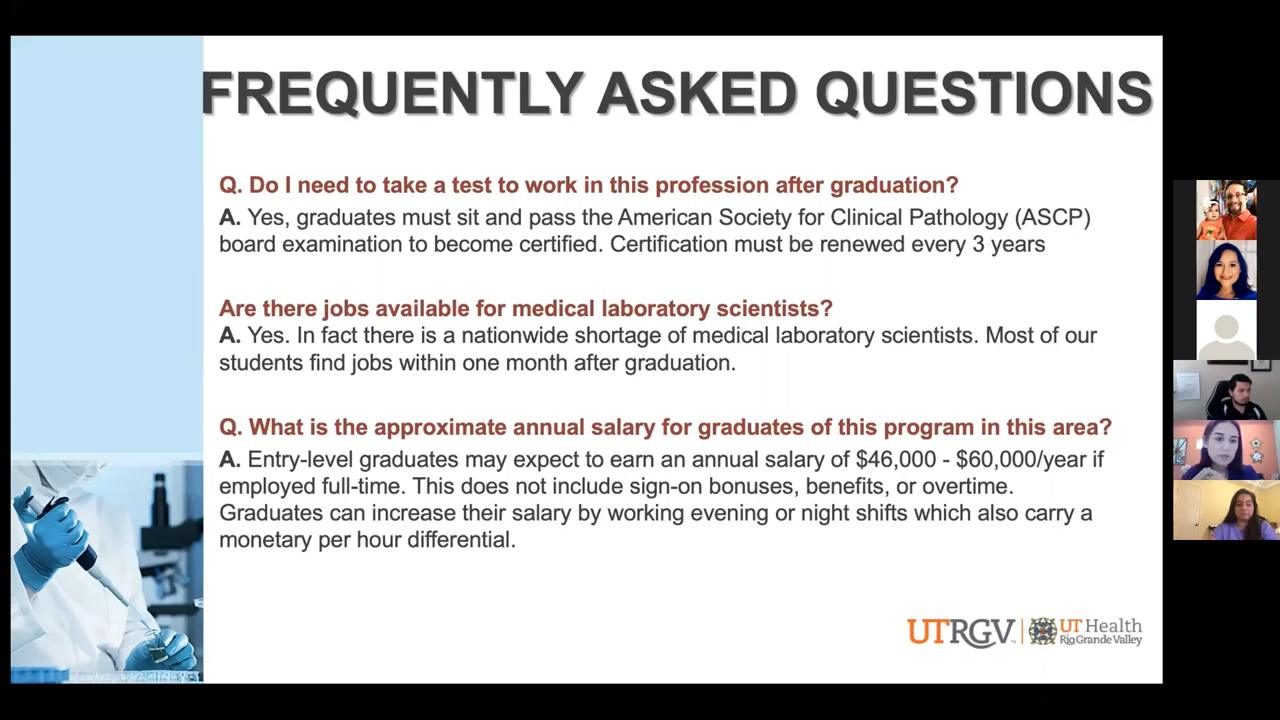 FREQUENTLY ASKED QUESTIONS
Q. Do I need to take a test to work in this profession after graduation?
A. Yes, graduates must sit and pass the American Society for Clinical Pathology (ASCP)
board examination to become certified. Certification must be renewed every 3 years
Are there jobs available for medical laboratory scientists?
A. Yes. In fact there is a nationwide shortage of medical laboratory scientists. Most of our
students find jobs within one month after graduation.
Q. What is the approximate annual salary for graduates of this program in this area?
A. Entry-level graduates may expect to earn an annual salary of $46,000 - $60,000/year if
employed full-time. This does not include sign-on bonuses, benefits, or overtime.
Graduates can increase their salary by working evening or night shifts which also carry a
monetary per hour differential.
UTRGV™ | UT Health
Rio Grande Valley